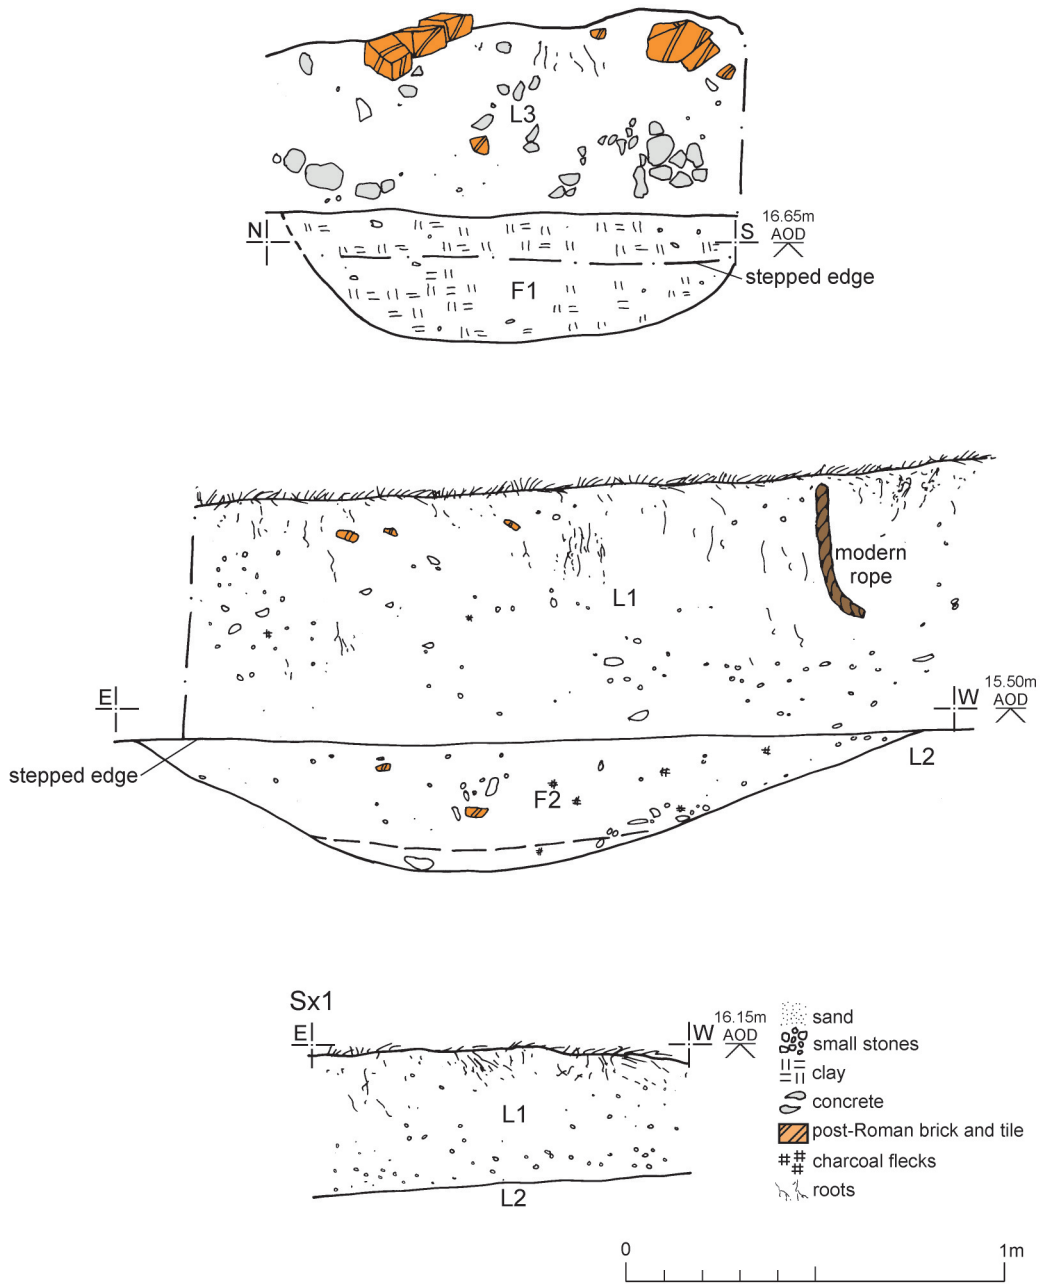 L3
N
S
16.65m
AOD
stepped edge
F1
modern
rope
L1
E
W
15.50m
AOD
stepped edge
F2
L2
Sx1
E
W
16.15m
AOD
L1
L2
sand
small stones
clay
concrete
post-Roman brick and tile
charcoal flecks
roots
0
1m